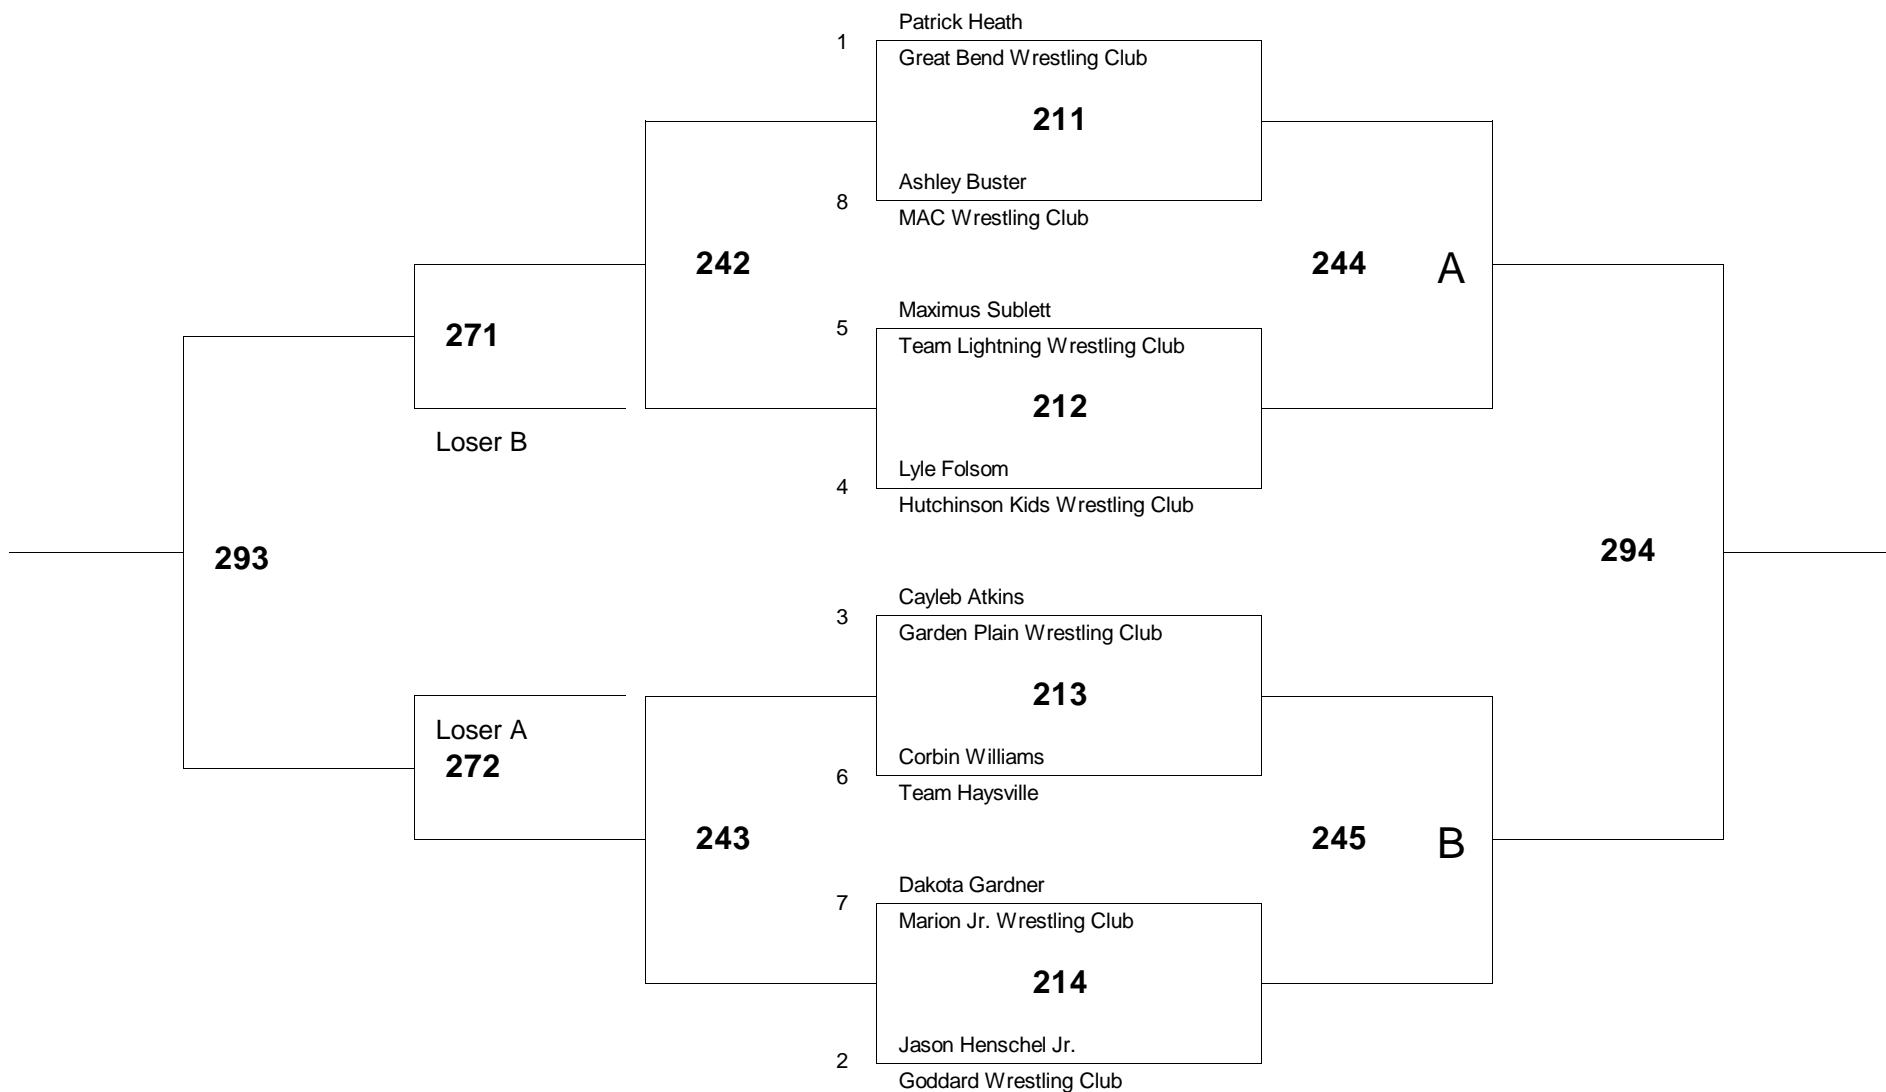 Patrick Heath
1
Great Bend Wrestling Club
211
Ashley Buster
8
MAC Wrestling Club
242
244
A
Maximus Sublett
5
271
Team Lightning Wrestling Club
212
Loser B
Lyle Folsom
4
Hutchinson Kids Wrestling Club
293
294
Cayleb Atkins
3
Garden Plain Wrestling Club
213
Loser A
272
Corbin Williams
6
Team Haysville
243
245
B
Dakota Gardner
7
Marion Jr. Wrestling Club
214
Jason Henschel Jr.
2
Goddard Wrestling Club